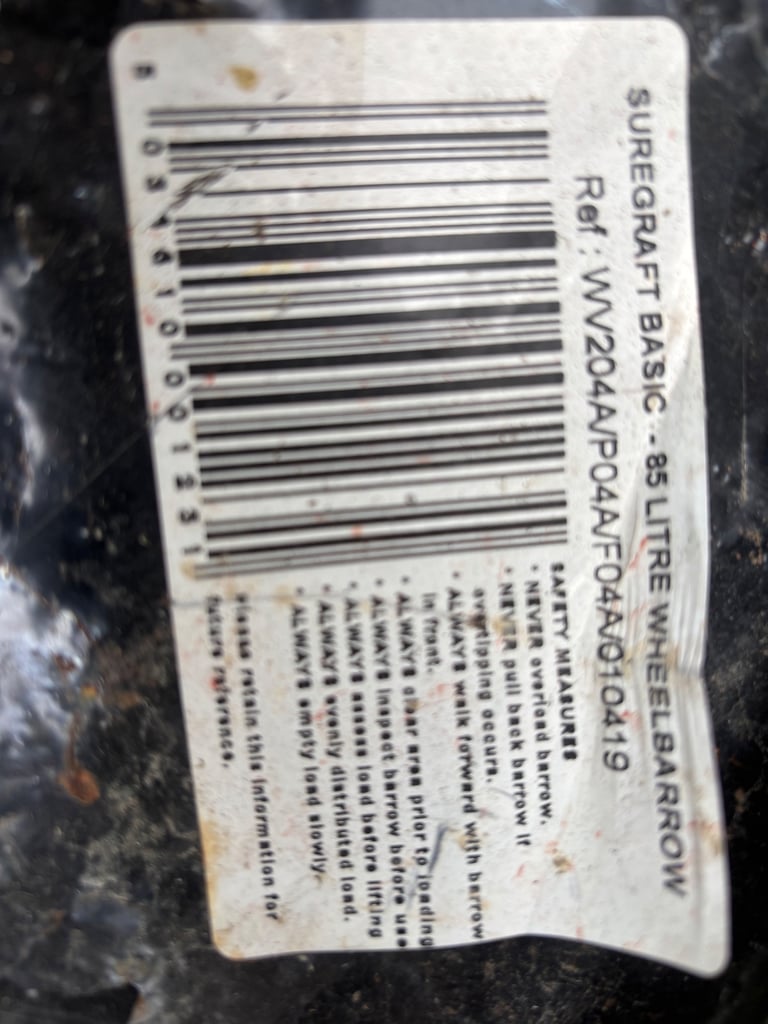 SUREGRAFT BASIC - 85 LITRE WHEELBARROW
Ref : WV204A/P04A/F04A/010419
SAFETY MEASURES
• NEVER overload barrow.
• NEVER pull back barrow if
overtipping occurs.
• ALWAYS walk forward with barrow
in front.
• ALWAYS clear area prior to loading
• ALWAYS inspect barrow before use
• ALWAYS assess load before lifting
• ALWAYS evenly distributed load.
• ALWAYS empty load slowly.
Please retain this information for
future reference.